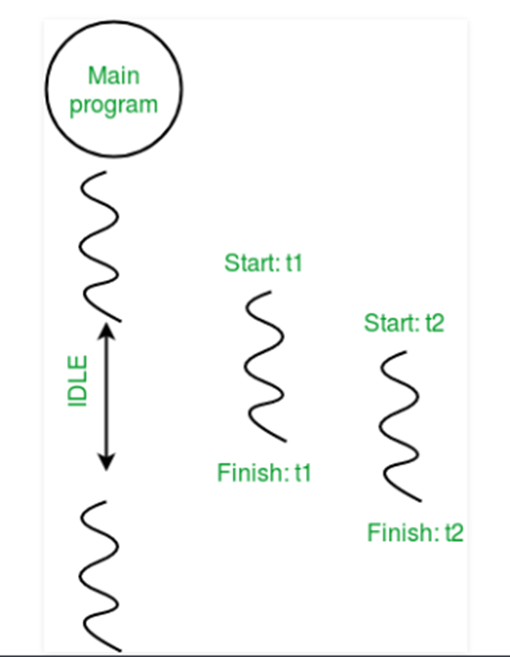 Main
program
Start: t1
Start: t2
IDLE
Finish: t1
Finish: t2